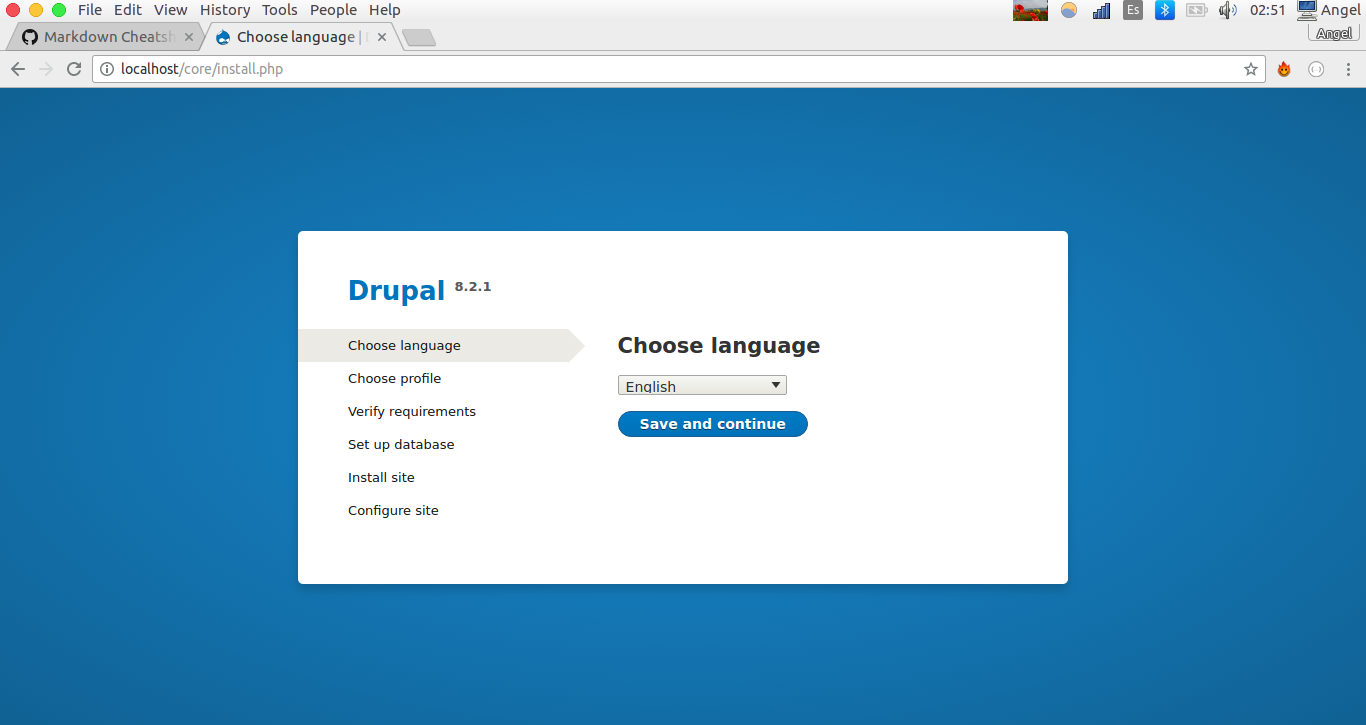 File Edit View History Tools People Help Es 02:51 Angel
Markdown Cheatsh Choose language | Angel
localhost/core/install.php
Drupal 8.2.1
Choose language
Choose profile
Verify requirements
Set up database
Install site
Configure site
Choose language
English
Save and continue